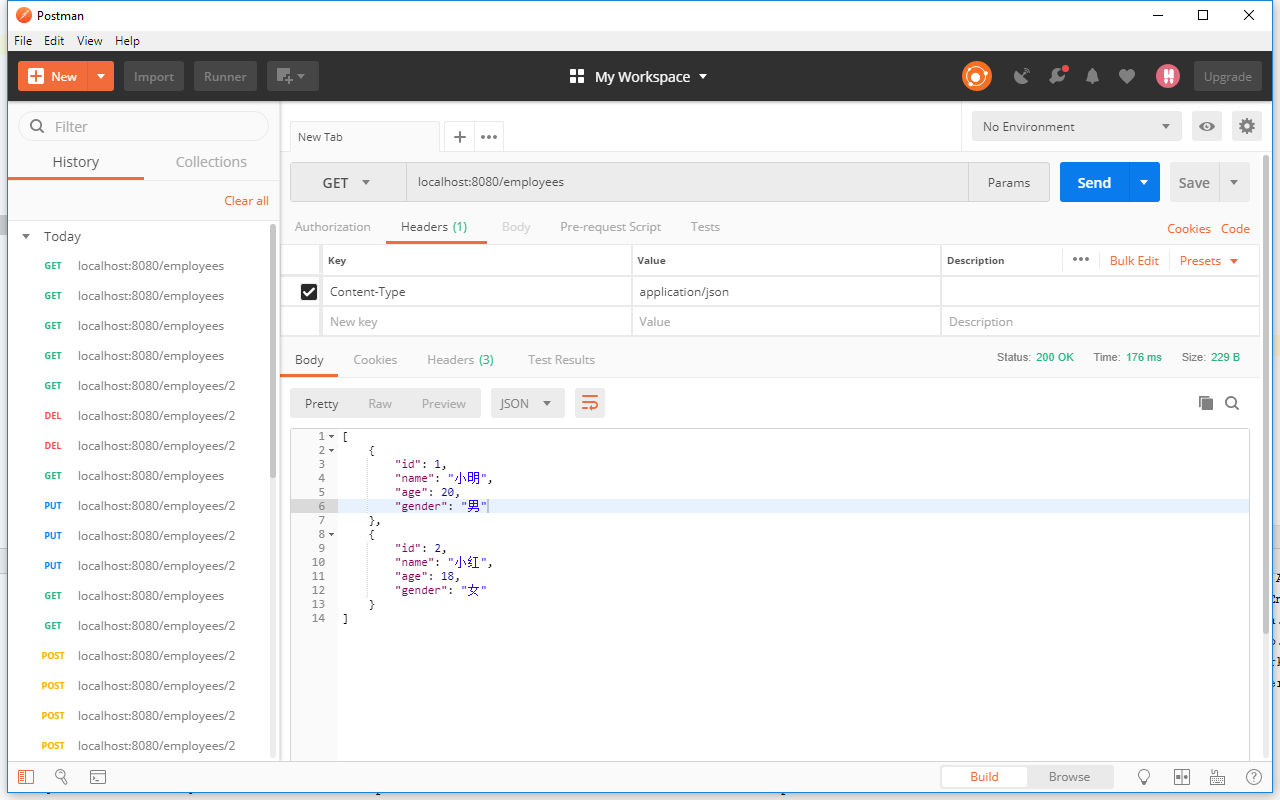 Postman
File Edit View Help
New Import Runner My Workspace Upgrade
Filter
History Collections
Clear all
Today
GET localhost:8080/employees
GET localhost:8080/employees
GET localhost:8080/employees
GET localhost:8080/employees
GET localhost:8080/employees/2
DEL localhost:8080/employees/2
DEL localhost:8080/employees/2
GET localhost:8080/employees
PUT localhost:8080/employees/2
PUT localhost:8080/employees/2
PUT localhost:8080/employees/2
GET localhost:8080/employees
GET localhost:8080/employees/2
POST localhost:8080/employees/2
POST localhost:8080/employees/2
POST localhost:8080/employees/2
POST localhost:8080/employees/2
New Tab
No Environment
GET localhost:8080/employees Params Send Save
Authorization Headers (1) Body Pre-request Script Tests Cookies Code
Key Value Description Bulk Edit Presets
Content-Type application/json
New key Value Description
Body Cookies Headers (3) Test Results Status: 200 OK Time: 176 ms Size: 229 B
Pretty Raw Preview JSON
1 [
2 {
3 "id": 1,
4 "name": "小明",
5 "age": 20,
6 "gender": "男"
7 },
8 {
9 "id": 2,
10 "name": "小红",
11 "age": 18,
12 "gender": "女"
13 }
14 ]
Build Browse